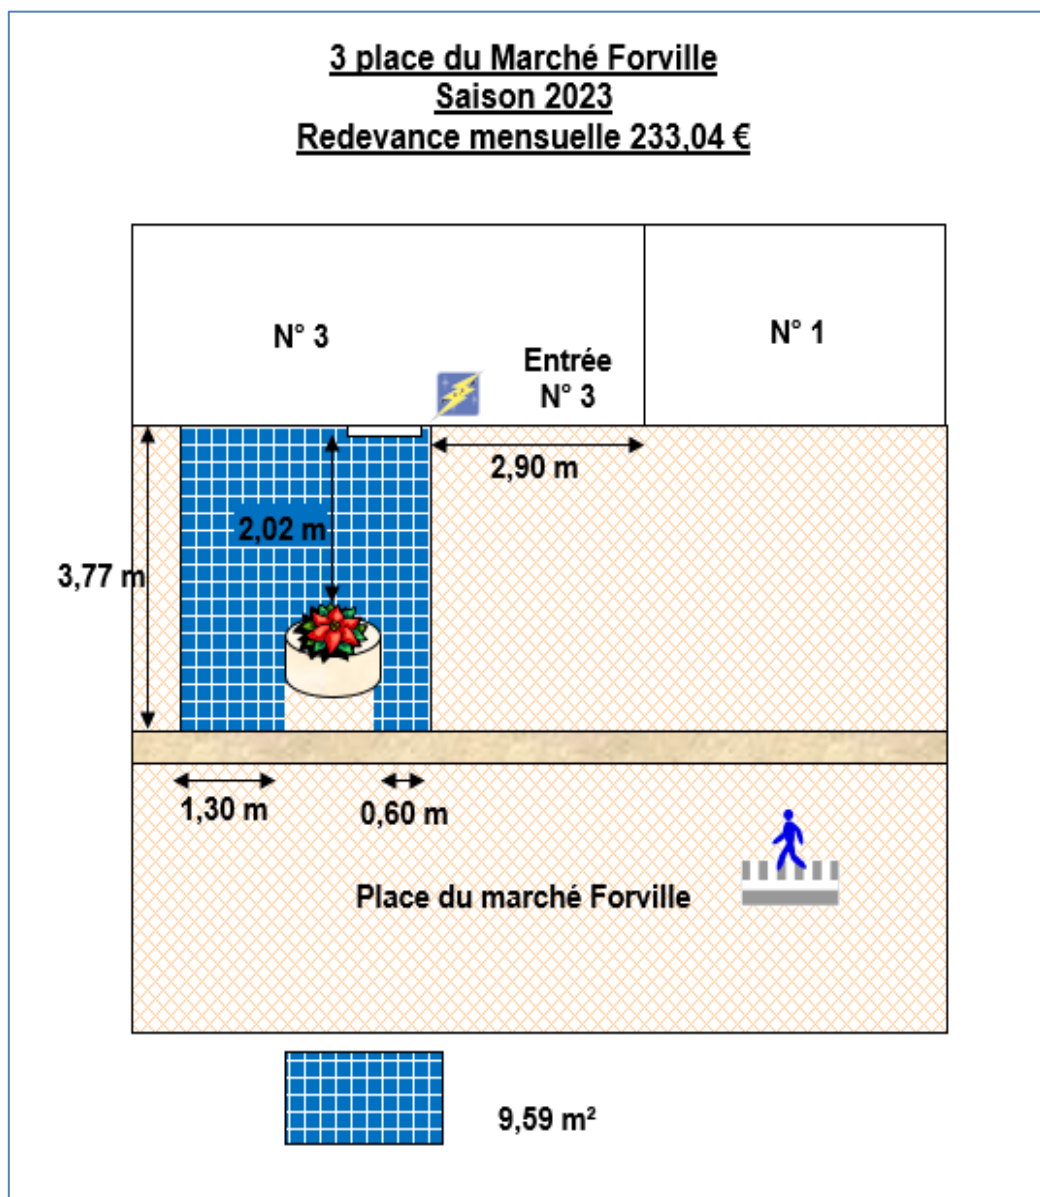 3 place du Marché Forville
Saison 2023
Redevance mensuelle 233,04 €
N° 3
N° 1
Entrée
N° 3
2,90 m
2,02 m
3,77 m
1,30 m
0,60 m
Place du marché Forville
9,59 m²